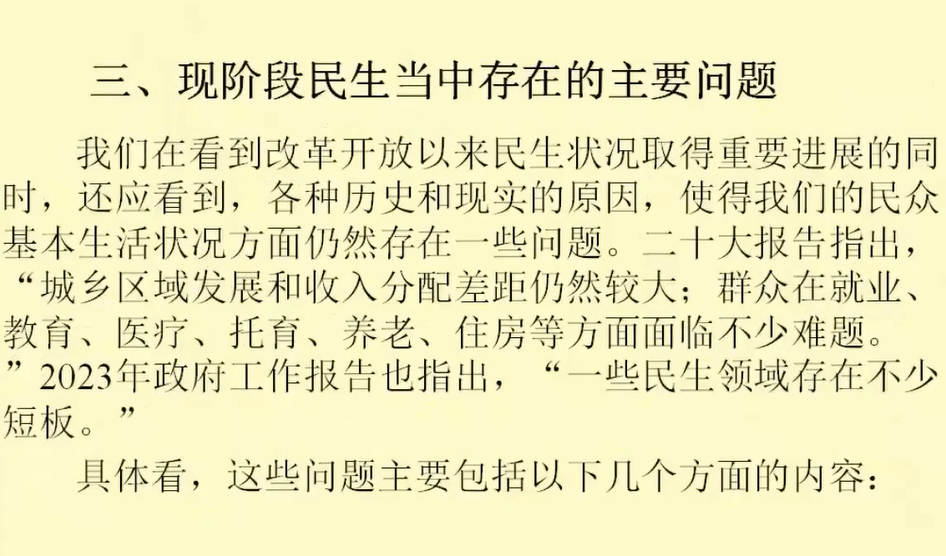 三、现阶段民生当中存在的主要问题
我们在看到改革开放以来民生状况取得重要进展的同
时，还应看到，各种历史和现实的原因，使得我们的民众
基本生活状况方面仍然存在一些问题。二十大报告指出，
“城乡区域发展和收入分配差距仍然较大；群众在就业、
教育、医疗、托育、养老、住房等方面面临不少难题。
”2023年政府工作报告也指出，“一些民生领域存在不少
短板。”
具体看，这些问题主要包括以下几个方面的内容：